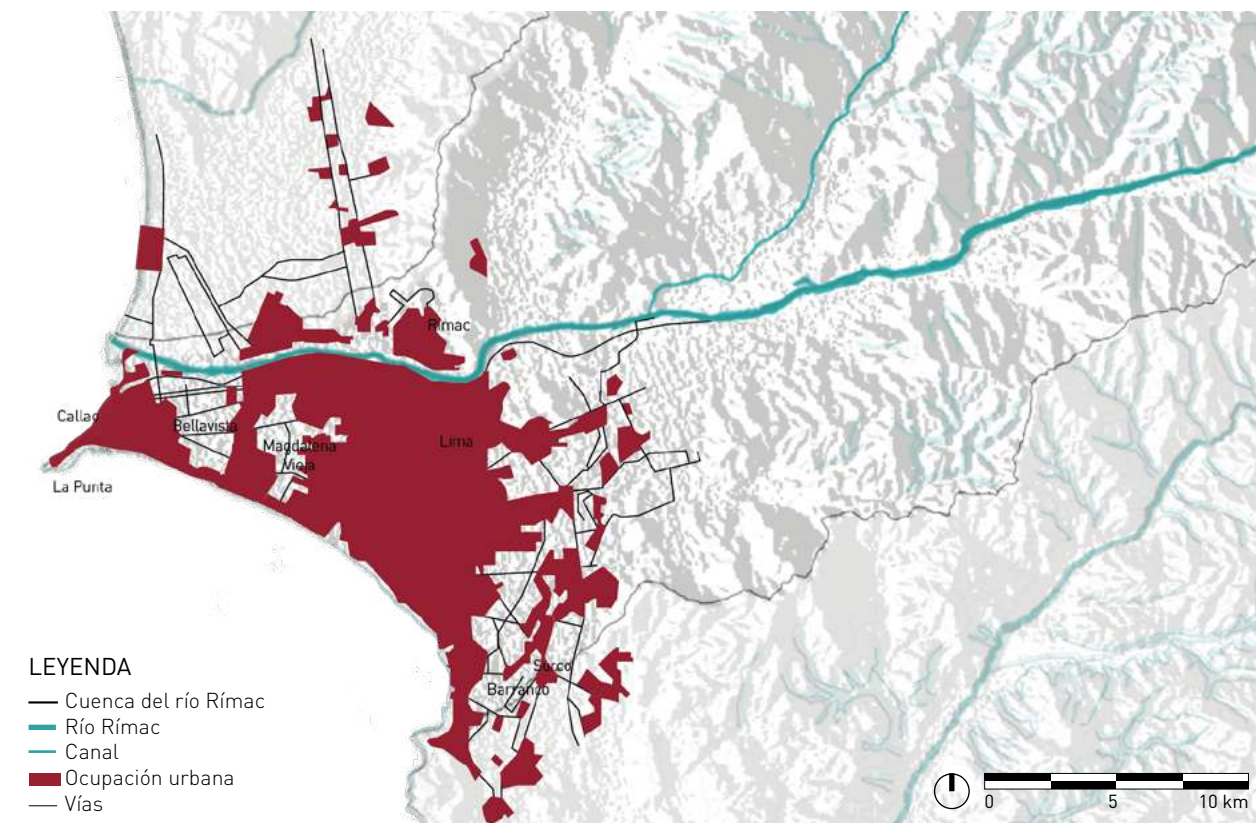 Rímac
Callao
Bellavista
Magdalena
Vieja
Lima
La Punta
Surco
Barranco
LEYENDA
Cuenca del río Rímac
Río Rímac
Canal
Ocupación urbana
Vías
0 5 10 km